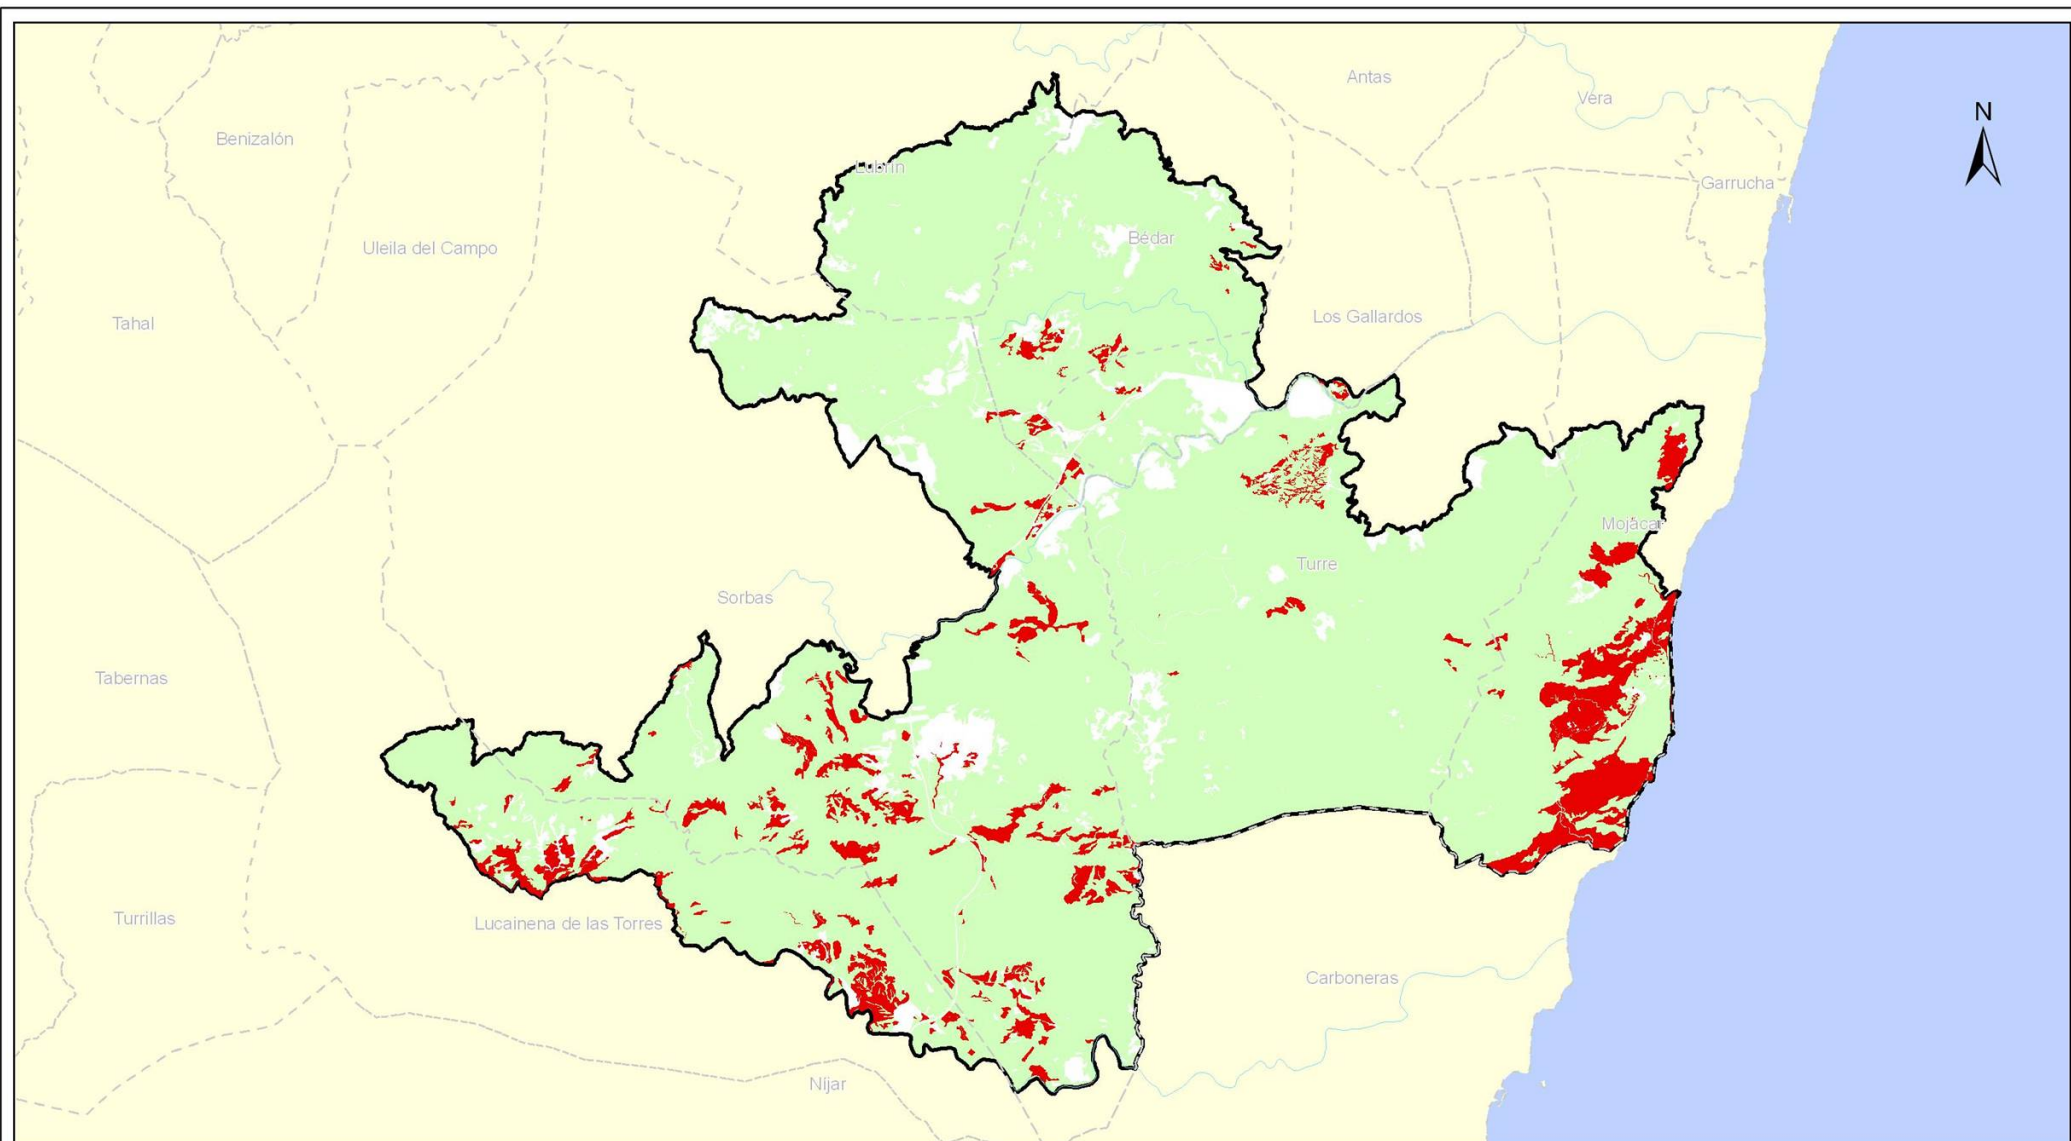 Antas
Vera
N
Benizalón
Lubrín
Garrucha
Bédar
Uleila del Campo
Los Gallardos
Tahal
Mojácar
Turre
Sorbas
Tabernas
Turrillas
Lucainena de las Torres
Carboneras
Níjar